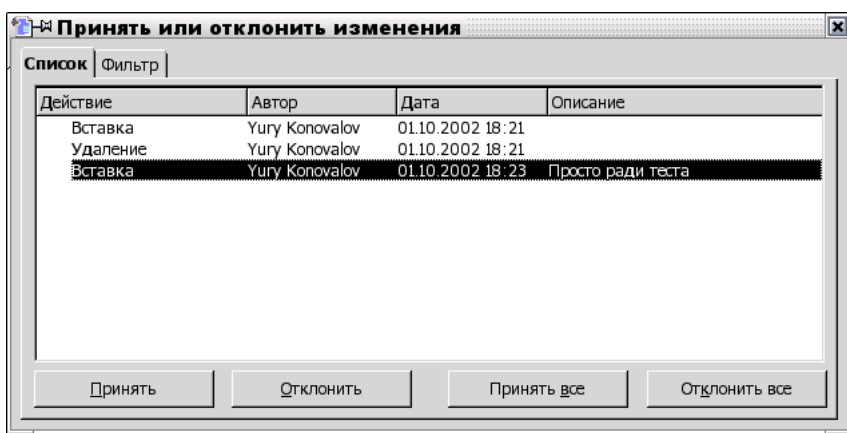 Принять или отклонить изменения
Список Фильтр
Действие Автор Дата Описание
Вставка Yury Konovalov 01.10.2002 18:21
Удаление Yury Konovalov 01.10.2002 18:21
Вставка Yury Konovalov 01.10.2002 18:23 Просто ради теста
Принять Отклонить Принять все Отклонить все